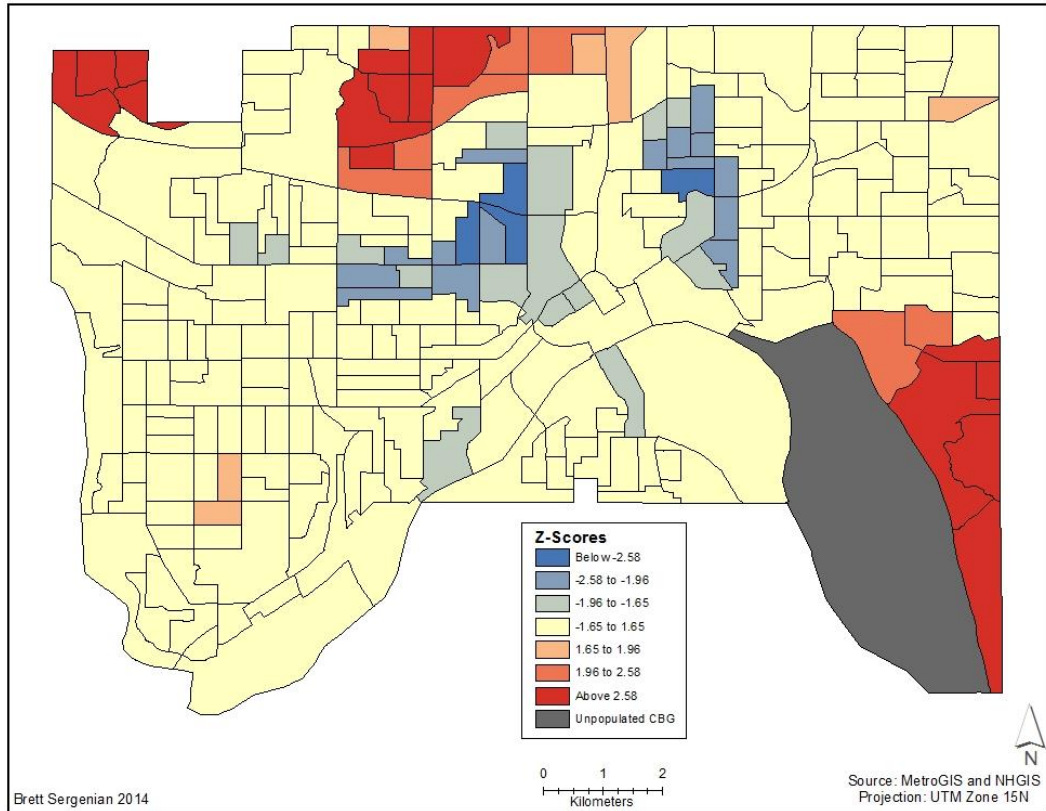 Z-Scores
Below -2.58
-2.58 to -1.96
-1.96 to -1.65
-1.65 to 1.65
1.65 to 1.96
1.96 to 2.58
Above 2.58
Unpopulated CBG
N
0 1 2
Kilometers
Brett Sergenian 2014
Source: MetroGIS and NHGIS
Projection: UTM Zone 15N